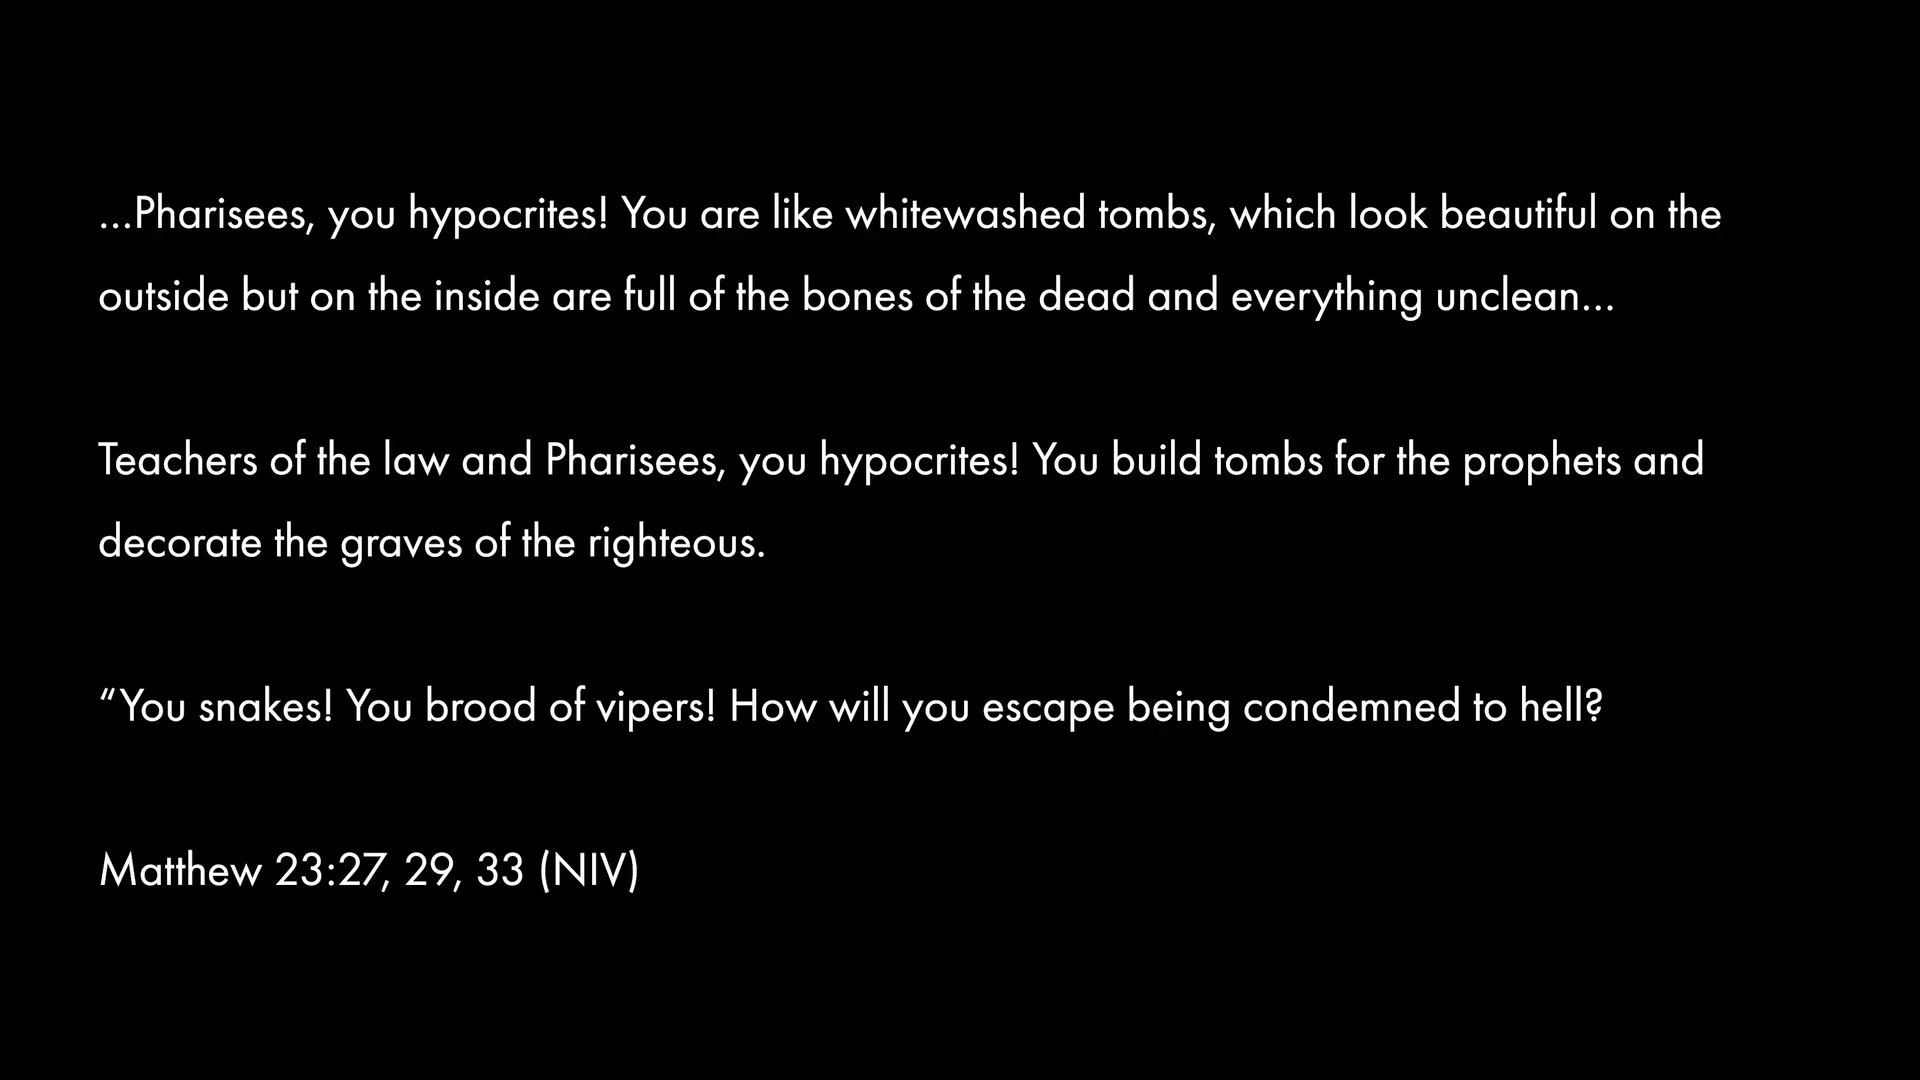 ...Pharisees, you hypocrites! You are like whitewashed tombs, which look beautiful on the
outside but on the inside are full of the bones of the dead and everything unclean...
Teachers of the law and Pharisees, you hypocrites! You build tombs for the prophets and
decorate the graves of the righteous.
“You snakes! You brood of vipers! How will you escape being condemned to hell?
Matthew 23:27, 29, 33 (NIV)